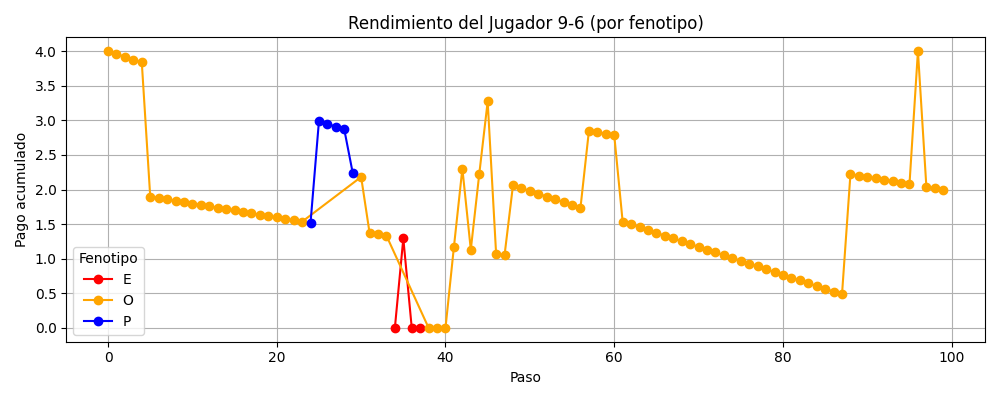 Rendimiento del Jugador 9-6 (por fenotipo)
Pago acumulado
4.0
3.5
3.0
2.5
2.0
1.5
1.0
0.5
0.0
Fenotipo
E
O
P
0 20 40 60 80 100
Paso